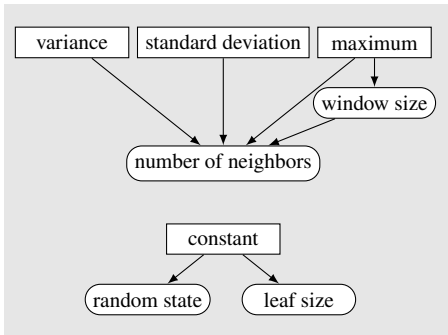 variance
standard deviation
maximum
window size
number of neighbors
constant
random state
leaf size